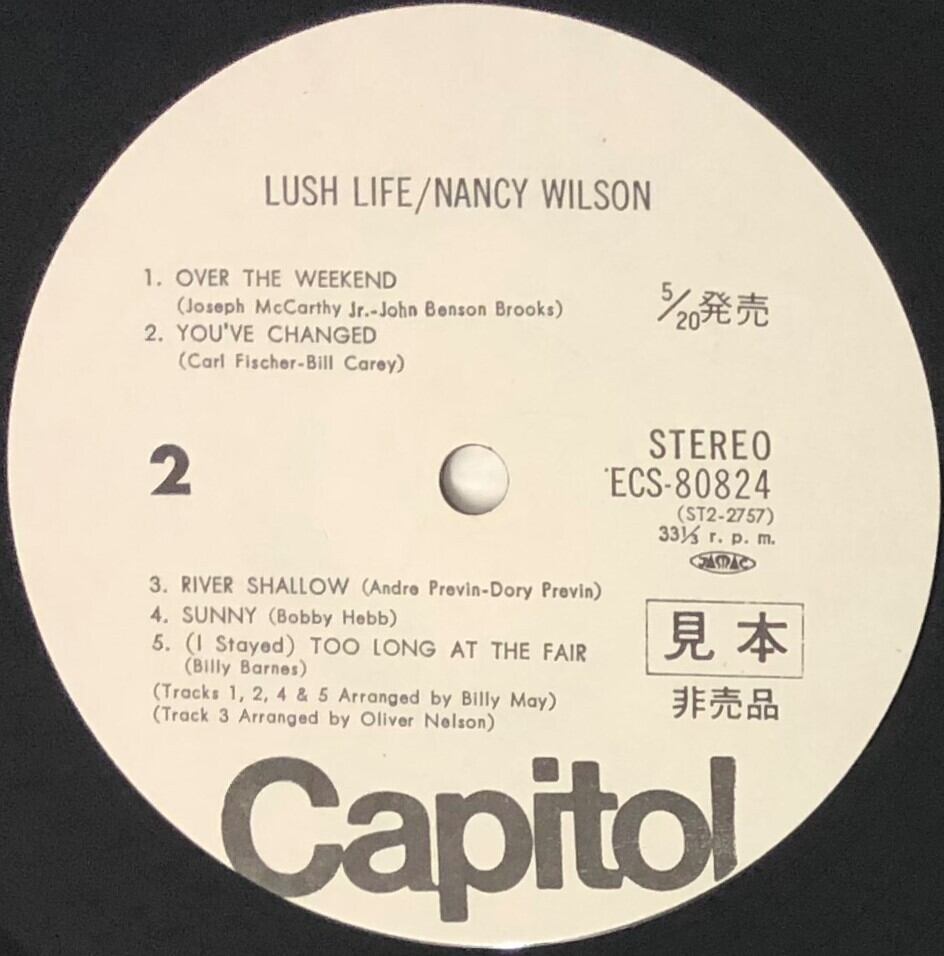 LUSH LIFE/NANCY WILSON
1. OVER THE WEEKEND
(Joseph McCarthy Jr.-John Benson Brooks)
2. YOU'VE CHANGED
(Carl Fischer-Bill Carey)
5/20発売
2
STEREO
ECS-80824
(ST2-2757)
33⅓ r. p. m.
JAMAC
3. RIVER SHALLOW (Andre Previn-Dory Previn)
4. SUNNY (Bobby Hebb)
5. (I Stayed) TOO LONG AT THE FAIR
(Billy Barnes)
(Tracks 1, 2, 4 & 5 Arranged by Billy May)
(Track 3 Arranged by Oliver Nelson)
見本
非売品
Capitol